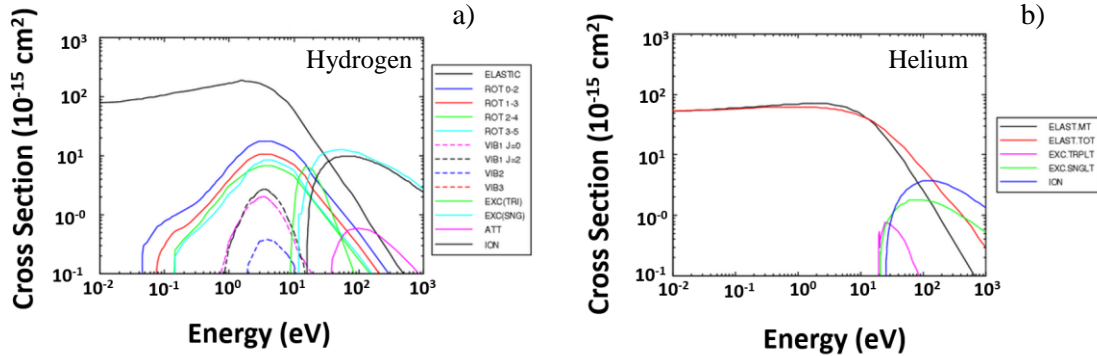 a)
Hydrogen
Cross Section (10⁻¹⁵ cm²)
10³
10²
10¹
10⁻⁰
10⁻¹
10⁻² 10⁻¹ 10⁰ 10¹ 10² 10³
Energy (eV)
ELASTIC
ROT 0-2
ROT 1-3
ROT 2-4
ROT 3-5
VIB1 J=0
VIB1 J=2
VIB2
VIB3
EXC(TRI)
EXC(SNG)
ATT
ION
b)
Helium
Cross Section (10⁻¹⁵ cm²)
10³
10²
10¹
10⁻⁰
10⁻¹
10⁻² 10⁻¹ 10⁰ 10¹ 10² 10³
Energy (eV)
ELAST.MT
ELAST.TOT
EXC.TRPLT
EXC.SNGLT
ION